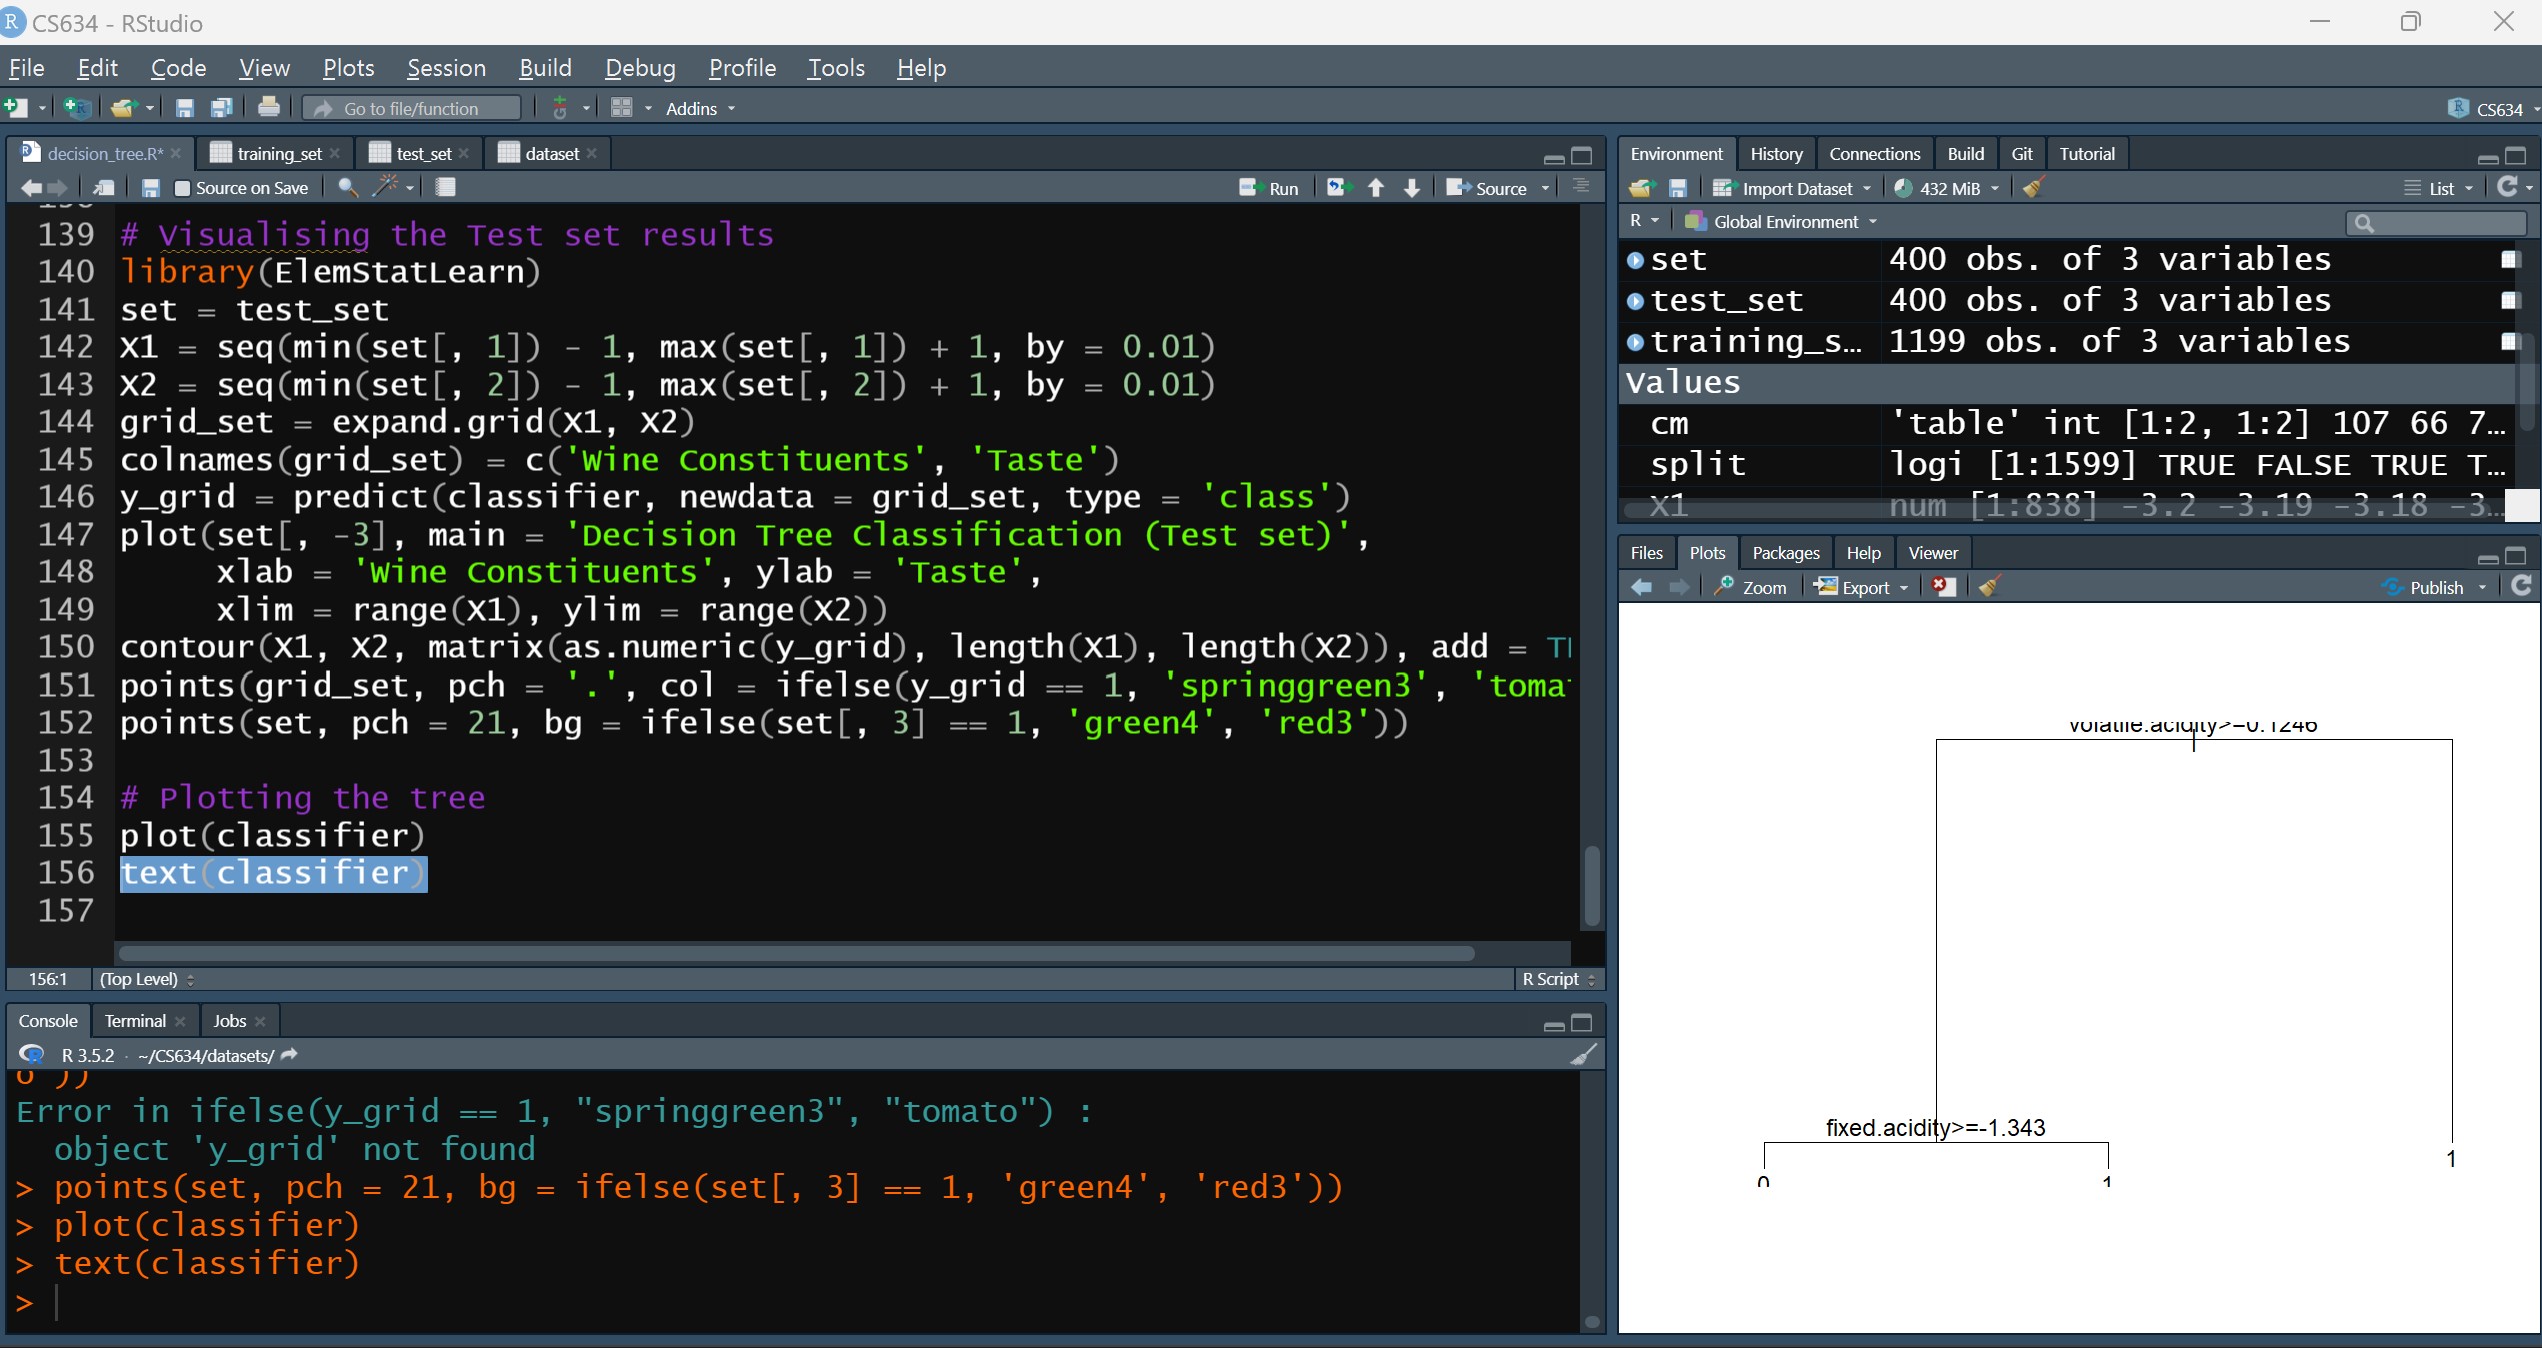 CS634 - RStudio
File Edit Code View Plots Session Build Debug Profile Tools Help
Go to file/function Addins CS634
decision_tree.R* training_set test_set dataset
Source on Save Run Source
139 # Visualising the Test set results
140 library(ElemStatLearn)
141 set = test_set
142 X1 = seq(min(set[, 1]) - 1, max(set[, 1]) + 1, by = 0.01)
143 X2 = seq(min(set[, 2]) - 1, max(set[, 2]) + 1, by = 0.01)
144 grid_set = expand.grid(X1, X2)
145 colnames(grid_set) = c('Wine Constituents', 'Taste')
146 y_grid = predict(classifier, newdata = grid_set, type = 'class')
147 plot(set[, -3], main = 'Decision Tree Classification (Test set)',
148 xlab = 'Wine Constituents', ylab = 'Taste',
149 xlim = range(X1), ylim = range(X2))
150 contour(X1, X2, matrix(as.numeric(y_grid), length(X1), length(X2)), add =
151 points(grid_set, pch = '.', col = ifelse(y_grid == 1, 'springgreen3', 'toma
152 points(set, pch = 21, bg = ifelse(set[, 3] == 1, 'green4', 'red3'))
153
154 # Plotting the tree
155 plot(classifier)
156 text(classifier)
157
156:1 (Top Level) R Script
Console Terminal Jobs
R 3.5.2 · ~/CS634/datasets/
Error in ifelse(y_grid == 1, "springgreen3", "tomato") :
object 'y_grid' not found
> points(set, pch = 21, bg = ifelse(set[, 3] == 1, 'green4', 'red3'))
> plot(classifier)
> text(classifier)
>
Environment History Connections Build Git Tutorial
Import Dataset 432 MiB List
R Global Environment
set 400 obs. of 3 variables
test_set 400 obs. of 3 variables
training_s... 1199 obs. of 3 variables
Values
cm 'table' int [1:2, 1:2] 107 66 7...
split logi [1:1599] TRUE FALSE TRUE T...
X1 num [1:838] -3.2 -3.19 -3.18 -3...
Files Plots Packages Help Viewer
Zoom Export Publish
volatile.acidity>=0.1246
fixed.acidity>=-1.343
1
0 1